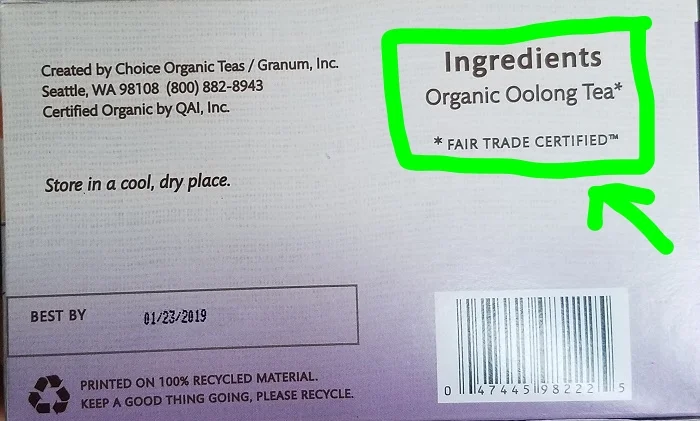 Created by Choice Organic Teas / Granum, Inc.
Seattle, WA 98108 (800) 882-8943
Certified Organic by QAI, Inc.
Store in a cool, dry place.
Ingredients
Organic Oolong Tea*
* FAIR TRADE CERTIFIED™
BEST BY 01/23/2019
PRINTED ON 100% RECYCLED MATERIAL.
KEEP A GOOD THING GOING, PLEASE RECYCLE.
0 47445 98222 5